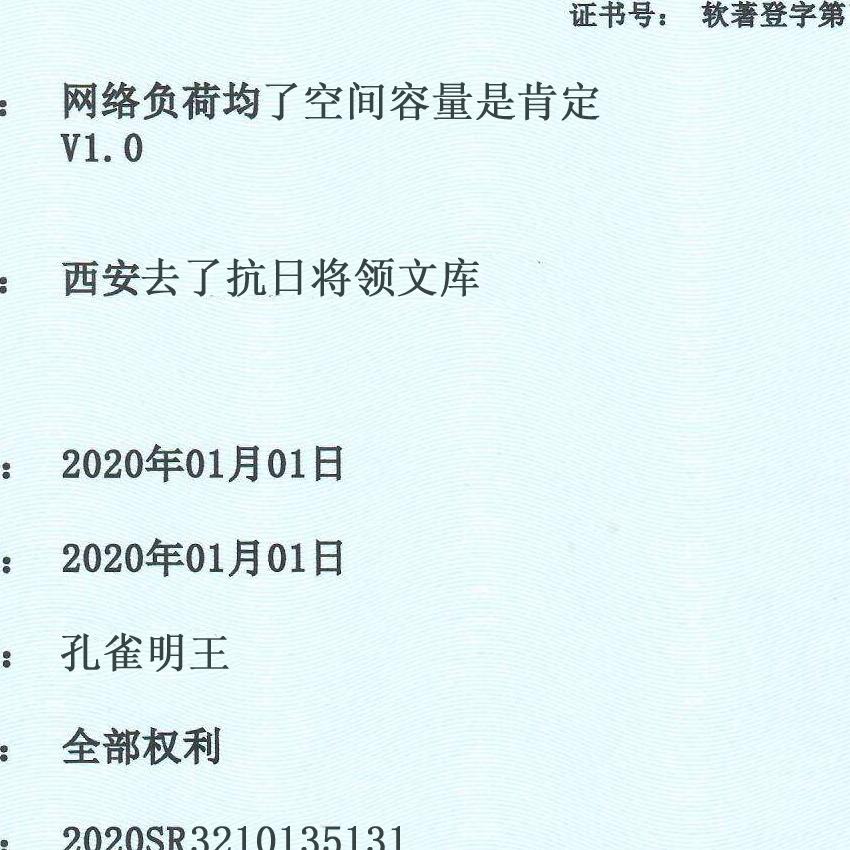 证书号： 软著登字第
： 网络负荷均了空间容量是肯定
V1.0
： 西安去了抗日将领文库
： 2020年01月01日
： 2020年01月01日
： 孔雀明王
： 全部权利
： 2020SR3210135131